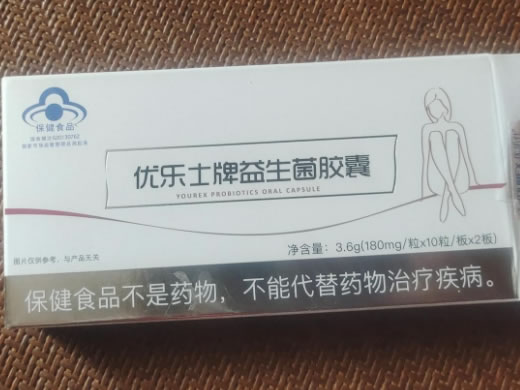 保健食品
优乐士牌益生菌胶囊
YOUREX PROBIOTICS ORAL CAPSULE
净含量：3.6g(180mg/粒x10粒/板x2板)
图片仅供参考，与产品无关
保健食品不是药物，不能代替药物治疗疾病。